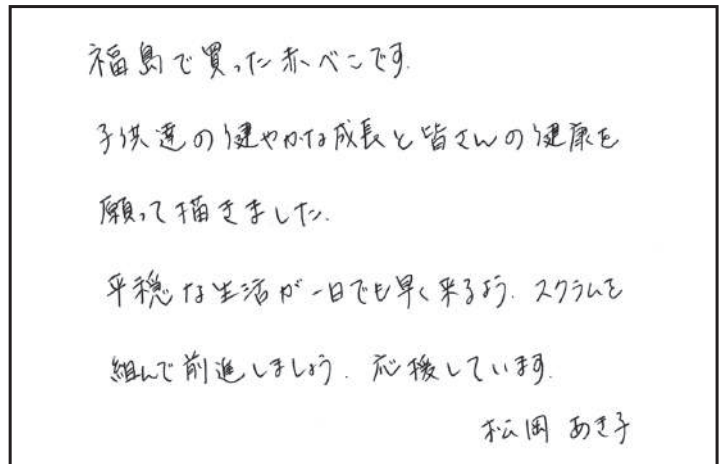 福島で買った赤べこです.
子供達の健やかな成長と皆さんの健康を
願って描きました.
平穏な生活が一日でも早く来るよう. スクラムを
組んで前進しましょう. 応援しています.
松岡 あき子